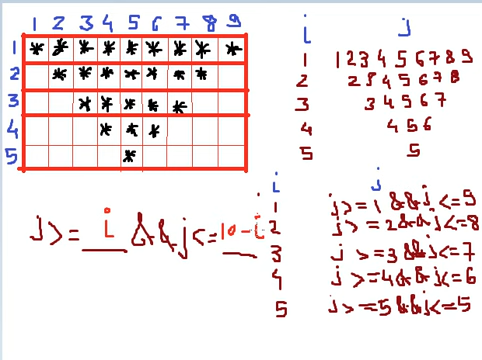 1 2 3 4 5 6 7 8 9
1 * * * * * * * * *
2 * * * * * * *
3 * * * * *
4 * * *
5 *
i j
1 1 2 3 4 5 6 7 8 9
2 2 3 4 5 6 7 8
3 3 4 5 6 7
4 4 5 6
5 5
j>= i && j<=10-i
i j
1 j>=1 && j<=9
2 j>=2 && j<=8
3 j>=3 && j<=7
4 j>=4 && j<=6
5 j>=5 && j<=5